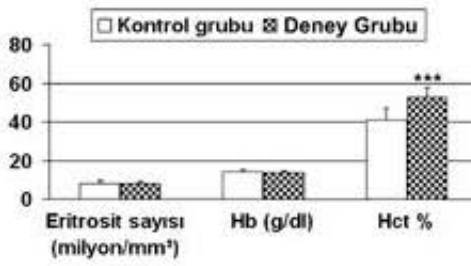 Kontrol grubu Deney Grubu
80
60
40
20
0
***
Eritrosit sayısı Hb (g/dl) Hct %
(milyon/mm³)